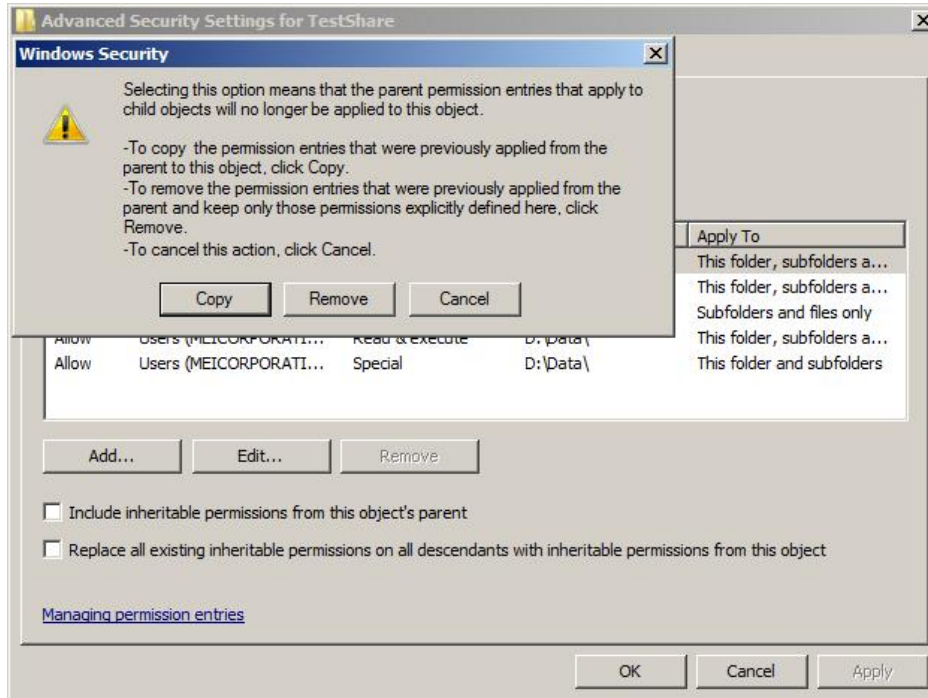 Advanced Security Settings for TestShare
Windows Security
Selecting this option means that the parent permission entries that apply to
child objects will no longer be applied to this object.
-To copy the permission entries that were previously applied from the
parent to this object, click Copy.
-To remove the permission entries that were previously applied from the
parent and keep only those permissions explicitly defined here, click
Remove.
-To cancel this action, click Cancel.
Copy Remove Cancel
Apply To
This folder, subfolders a...
This folder, subfolders a...
Subfolders and files only
Allow Users (MEICORPORATI... Read & execute D:\Data\ This folder, subfolders a...
Allow Users (MEICORPORATI... Special D:\Data\ This folder and subfolders
Add... Edit... Remove
Include inheritable permissions from this object's parent
Replace all existing inheritable permissions on all descendants with inheritable permissions from this object
Managing permission entries
OK Cancel Apply